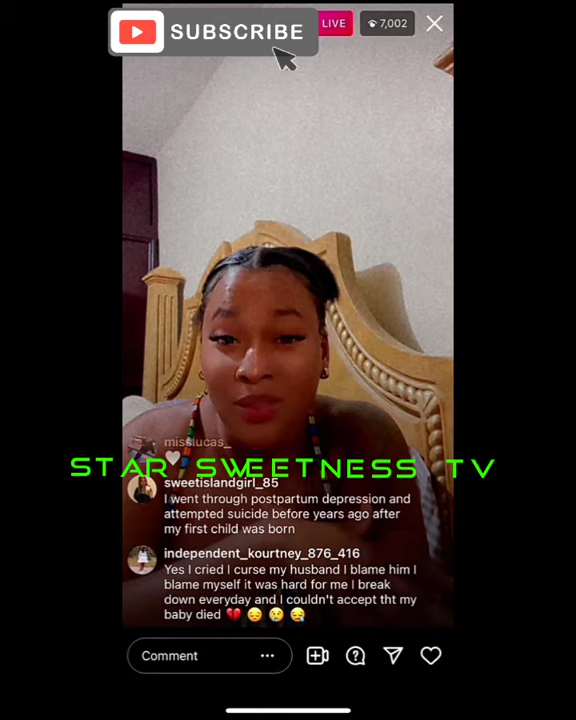 SUBSCRIBE
LIVE
7,002
misslucas_
🤍
STAR SWEETNESS TV
sweetislandgirl_85
I went through postpartum depression and
attempted suicide before years ago after
my first child was born
independent_kourtney_876_416
Yes I cried I curse my husband I blame him I
blame myself it was hard for me I break
down everyday and I couldn't accept tht my
baby died 💔 😔 😢 😪
Comment